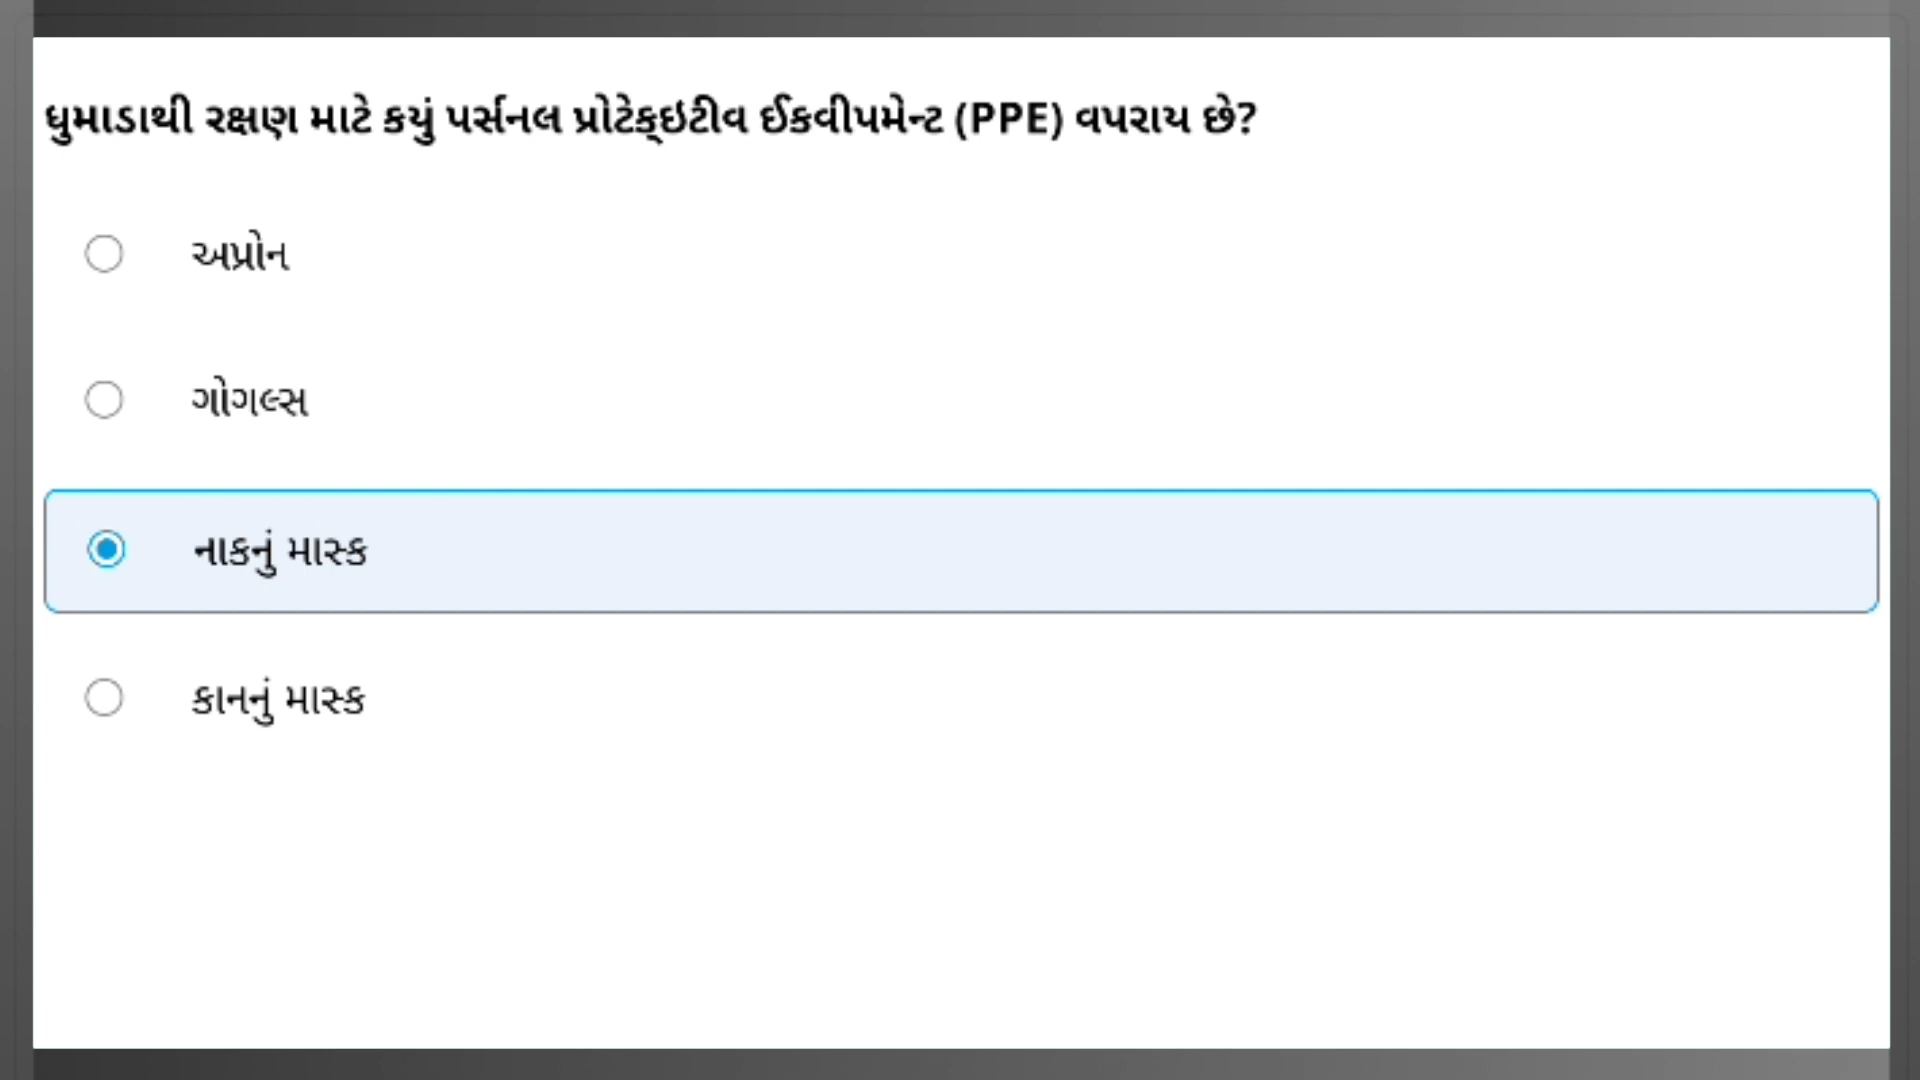 ધુમાડાથી રક્ષણ માટે કયું પર્સનલ પ્રોટેક્ઇટીવ ઈકવીપમેન્ટ (PPE) વપરાય છે?
અપ્રોન
ગોગલ્સ
નાકનું માસ્ક
કાનનું માસ્ક